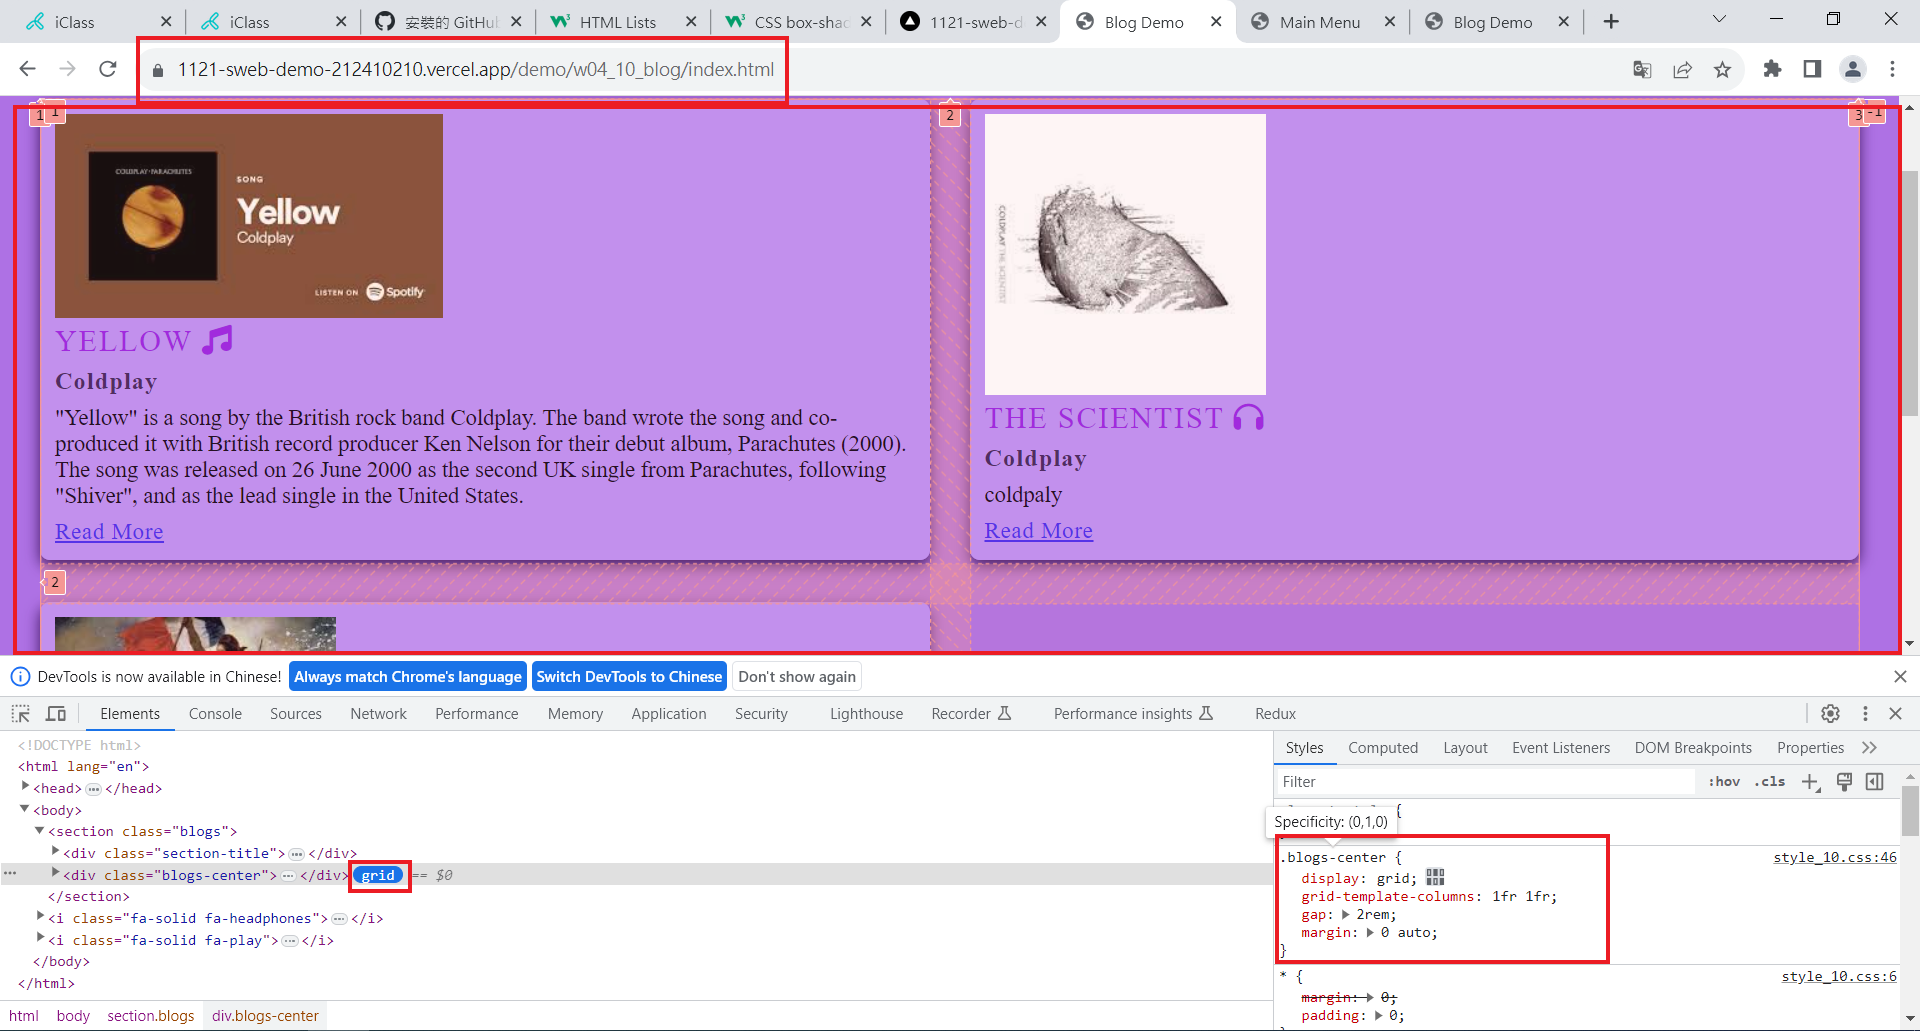 iClass
iClass
安裝的 GitHub
HTML Lists
CSS box-shac
1121-sweb-d
Blog Demo
Main Menu
Blog Demo
1121-sweb-demo-212410210.vercel.app/demo/w04_10_blog/index.html
1 1 2 3 -1
COLDPLAY·PARACHUTES
SONG
Yellow
Coldplay
LISTEN ON Spotify
COLDPLAY THE SCIENTIST
YELLOW
Coldplay
"Yellow" is a song by the British rock band Coldplay. The band wrote the song and co-
produced it with British record producer Ken Nelson for their debut album, Parachutes (2000).
The song was released on 26 June 2000 as the second UK single from Parachutes, following
"Shiver", and as the lead single in the United States.
Read More
THE SCIENTIST
Coldplay
coldpaly
Read More
2
DevTools is now available in Chinese! Always match Chrome's language Switch DevTools to Chinese Don't show again
Elements Console Sources Network Performance Memory Application Security Lighthouse Recorder Performance insights Redux
<!DOCTYPE html>
<html lang="en">
<head> ⋯ </head>
<body>
<section class="blogs">
<div class="section-title"> ⋯ </div>
<div class="blogs-center"> ⋯ </div> grid == $0
</section>
<i class="fa-solid fa-headphones"> ⋯ </i>
<i class="fa-solid fa-play"> ⋯ </i>
</body>
</html>
html body section.blogs div.blogs-center
Styles Computed Layout Event Listeners DOM Breakpoints Properties
Filter :hov .cls
{
Specificity: (0,1,0)
.blogs-center { style_10.css:46
display: grid;
grid-template-columns: 1fr 1fr;
gap: 2rem;
margin: 0 auto;
}
* { style_10.css:6
margin: 0;
padding: 0;